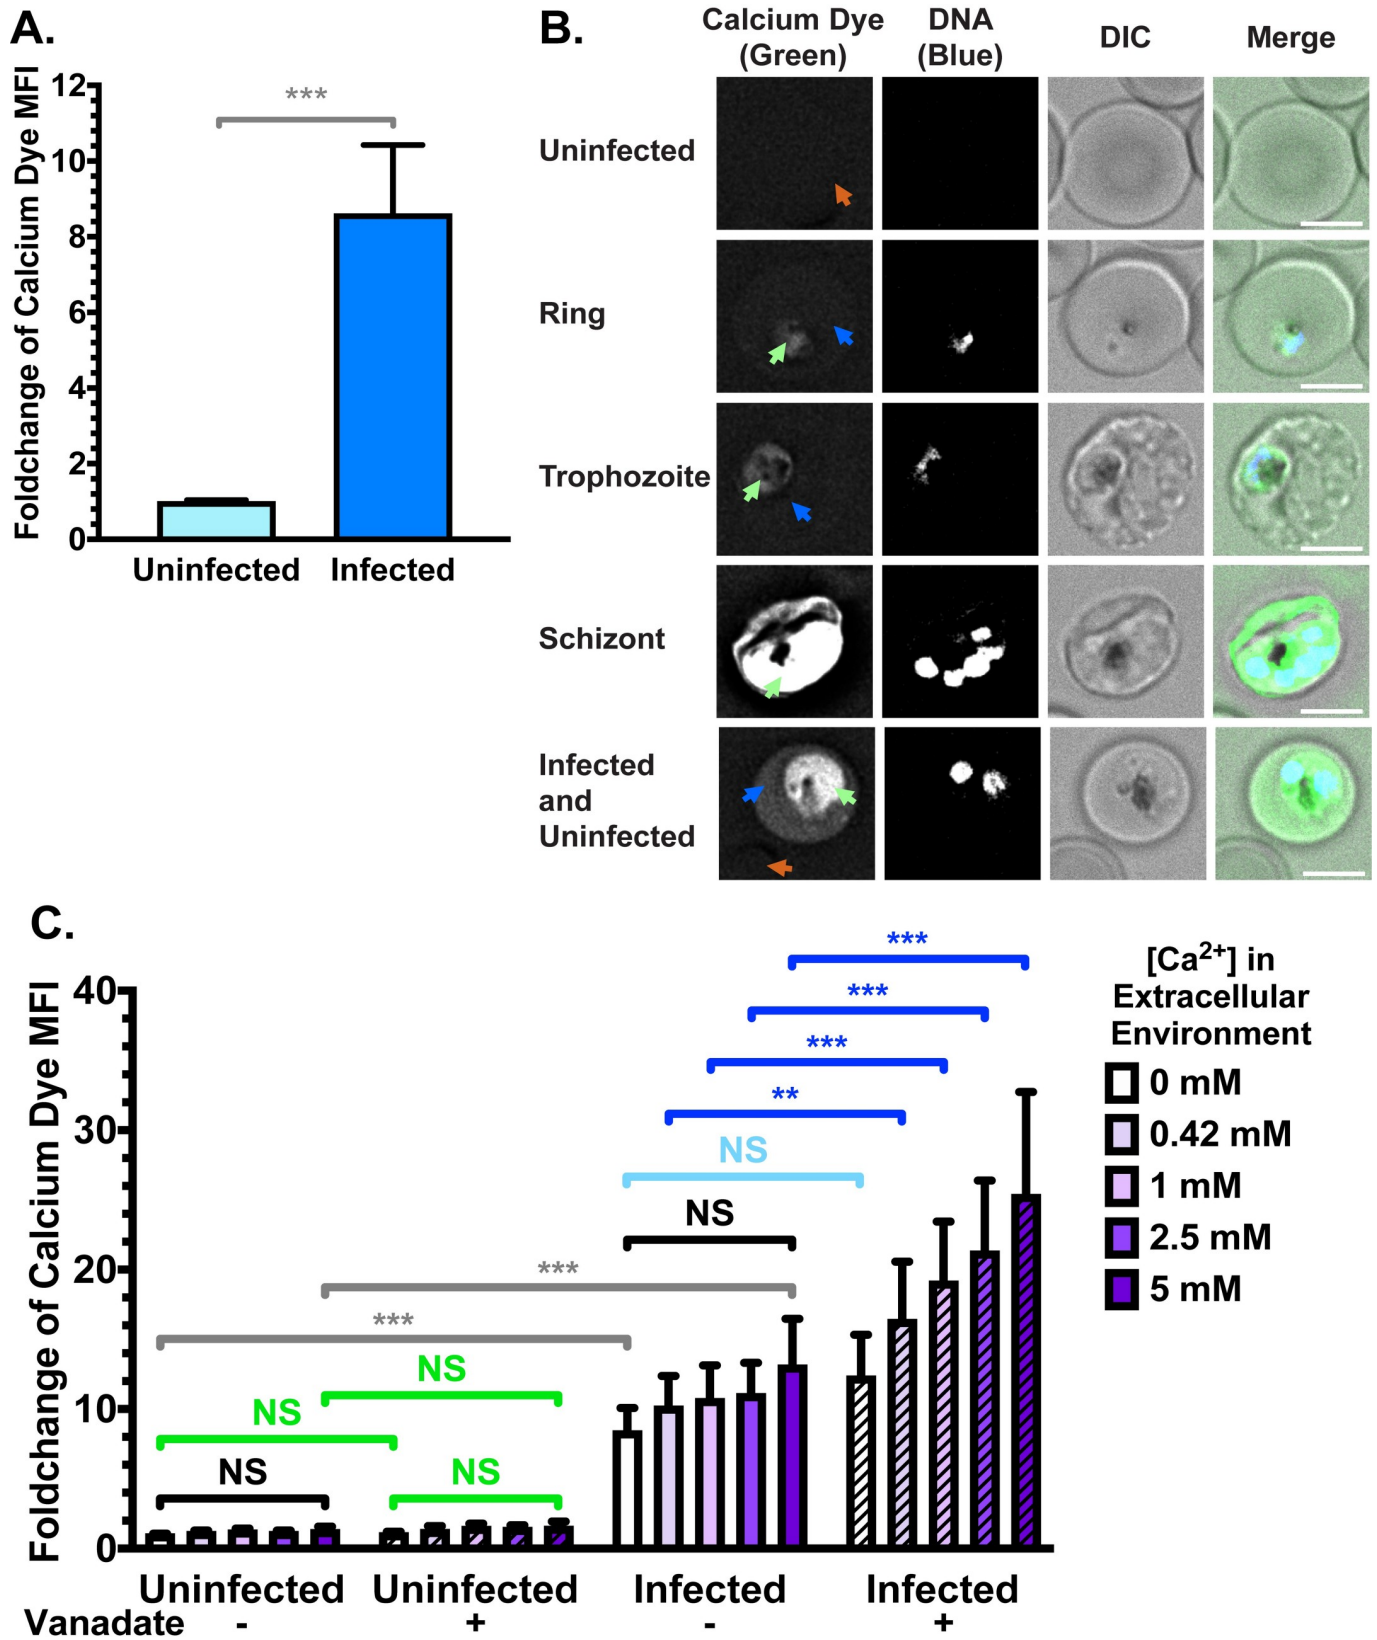 A.
Foldchange of Calcium Dye MFI
12
10
8
6
4
2
0
***
Uninfected
Infected
B.
Calcium Dye
(Green)
DNA
(Blue)
DIC
Merge
Uninfected
Ring
Trophozoite
Schizont
Infected
and
Uninfected
C.
Foldchange of Calcium Dye MFI
40
30
20
10
0
***
***
***
**
NS
NS
***
***
NS
NS
NS
NS
Uninfected
Uninfected
Infected
Infected
Vanadate
-
+
-
+
[Ca2+] in
Extracellular
Environment
0 mM
0.42 mM
1 mM
2.5 mM
5 mM